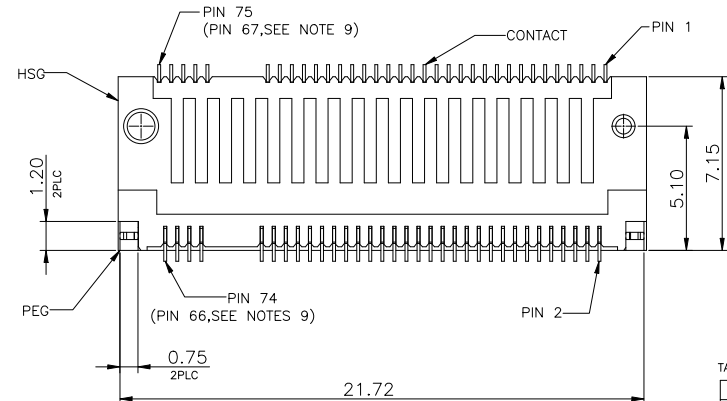 PIN 75
(PIN 67,SEE NOTE 9)
CONTACT
PIN 1
HSG
1.20
2PLC
5.10
7.15
PEG
PIN 74
(PIN 66,SEE NOTES 9)
PIN 2
0.75
2PLC
21.72
TA